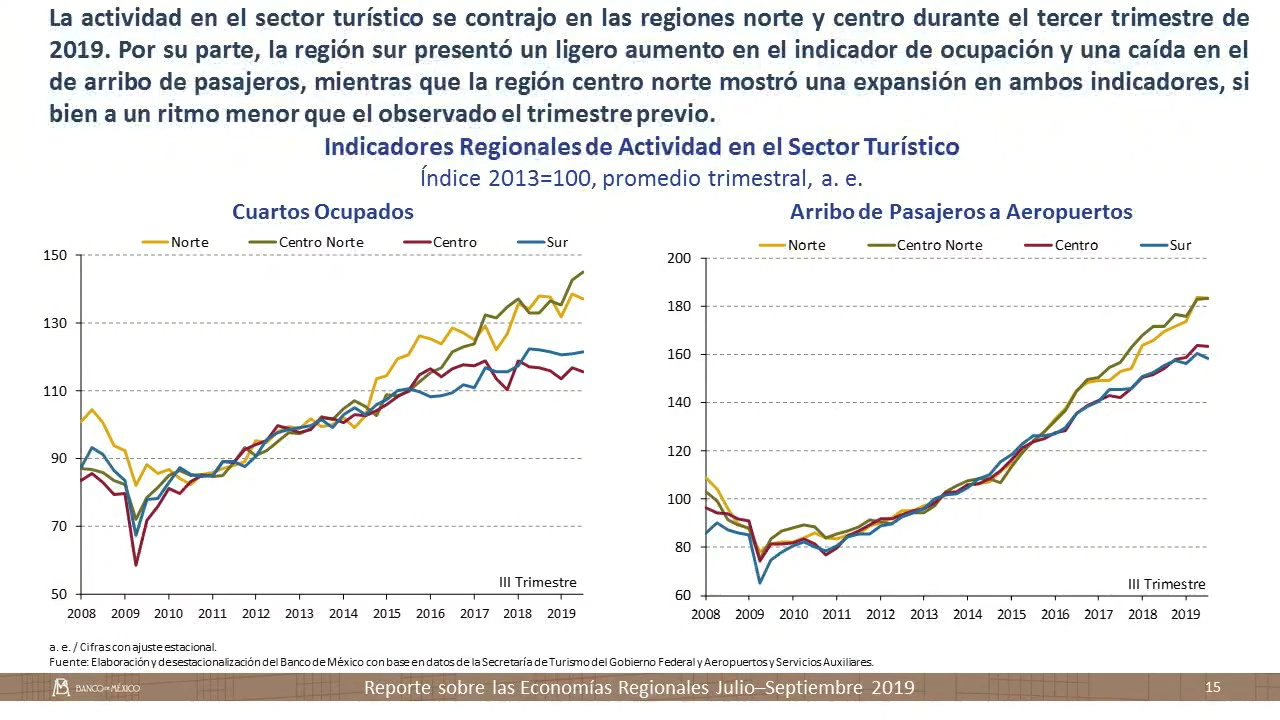 La actividad en el sector turístico se contrajo en las regiones norte y centro durante el tercer trimestre de
2019. Por su parte, la región sur presentó un ligero aumento en el indicador de ocupación y una caída en el
de arribo de pasajeros, mientras que la región centro norte mostró una expansión en ambos indicadores, si
bien a un ritmo menor que el observado el trimestre previo.
Indicadores Regionales de Actividad en el Sector Turístico
Índice 2013=100, promedio trimestral, a. e.
Cuartos Ocupados
Norte Centro Norte Centro Sur
150
130
110
90
70
50
III Trimestre
2008 2009 2010 2011 2012 2013 2014 2015 2016 2017 2018 2019
Arribo de Pasajeros a Aeropuertos
Norte Centro Norte Centro Sur
200
180
160
140
120
100
80
60
III Trimestre
2008 2009 2010 2011 2012 2013 2014 2015 2016 2017 2018 2019
a. e. / Cifras con ajuste estacional.
Fuente: Elaboración y desestacionalización del Banco de México con base en datos de la Secretaría de Turismo del Gobierno Federal y Aeropuertos y Servicios Auxiliares.
BANCO DE MÉXICO
Reporte sobre las Economías Regionales Julio–Septiembre 2019
15